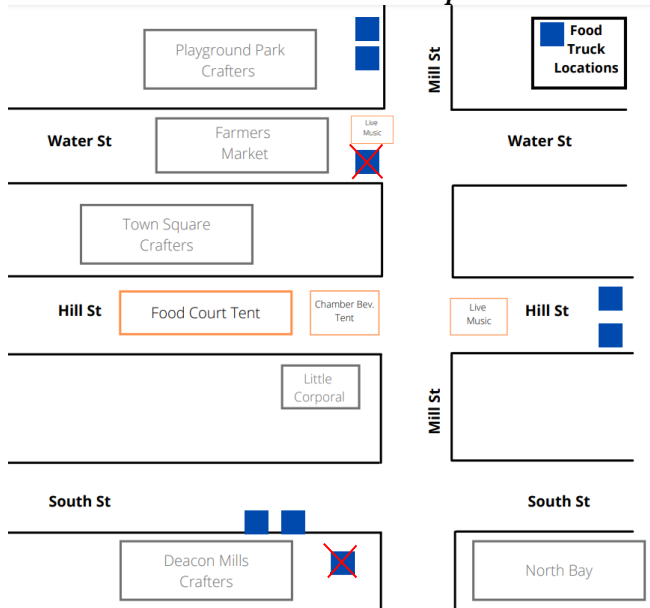 Playground Park
Crafters
Mill St
Food
Truck
Locations
Water St
Farmers
Market
Live
Music
Water St
Town Square
Crafters
Hill St
Food Court Tent
Chamber Bev.
Tent
Live
Music
Hill St
Little
Corporal
Mill St
South St
South St
Deacon Mills
Crafters
North Bay